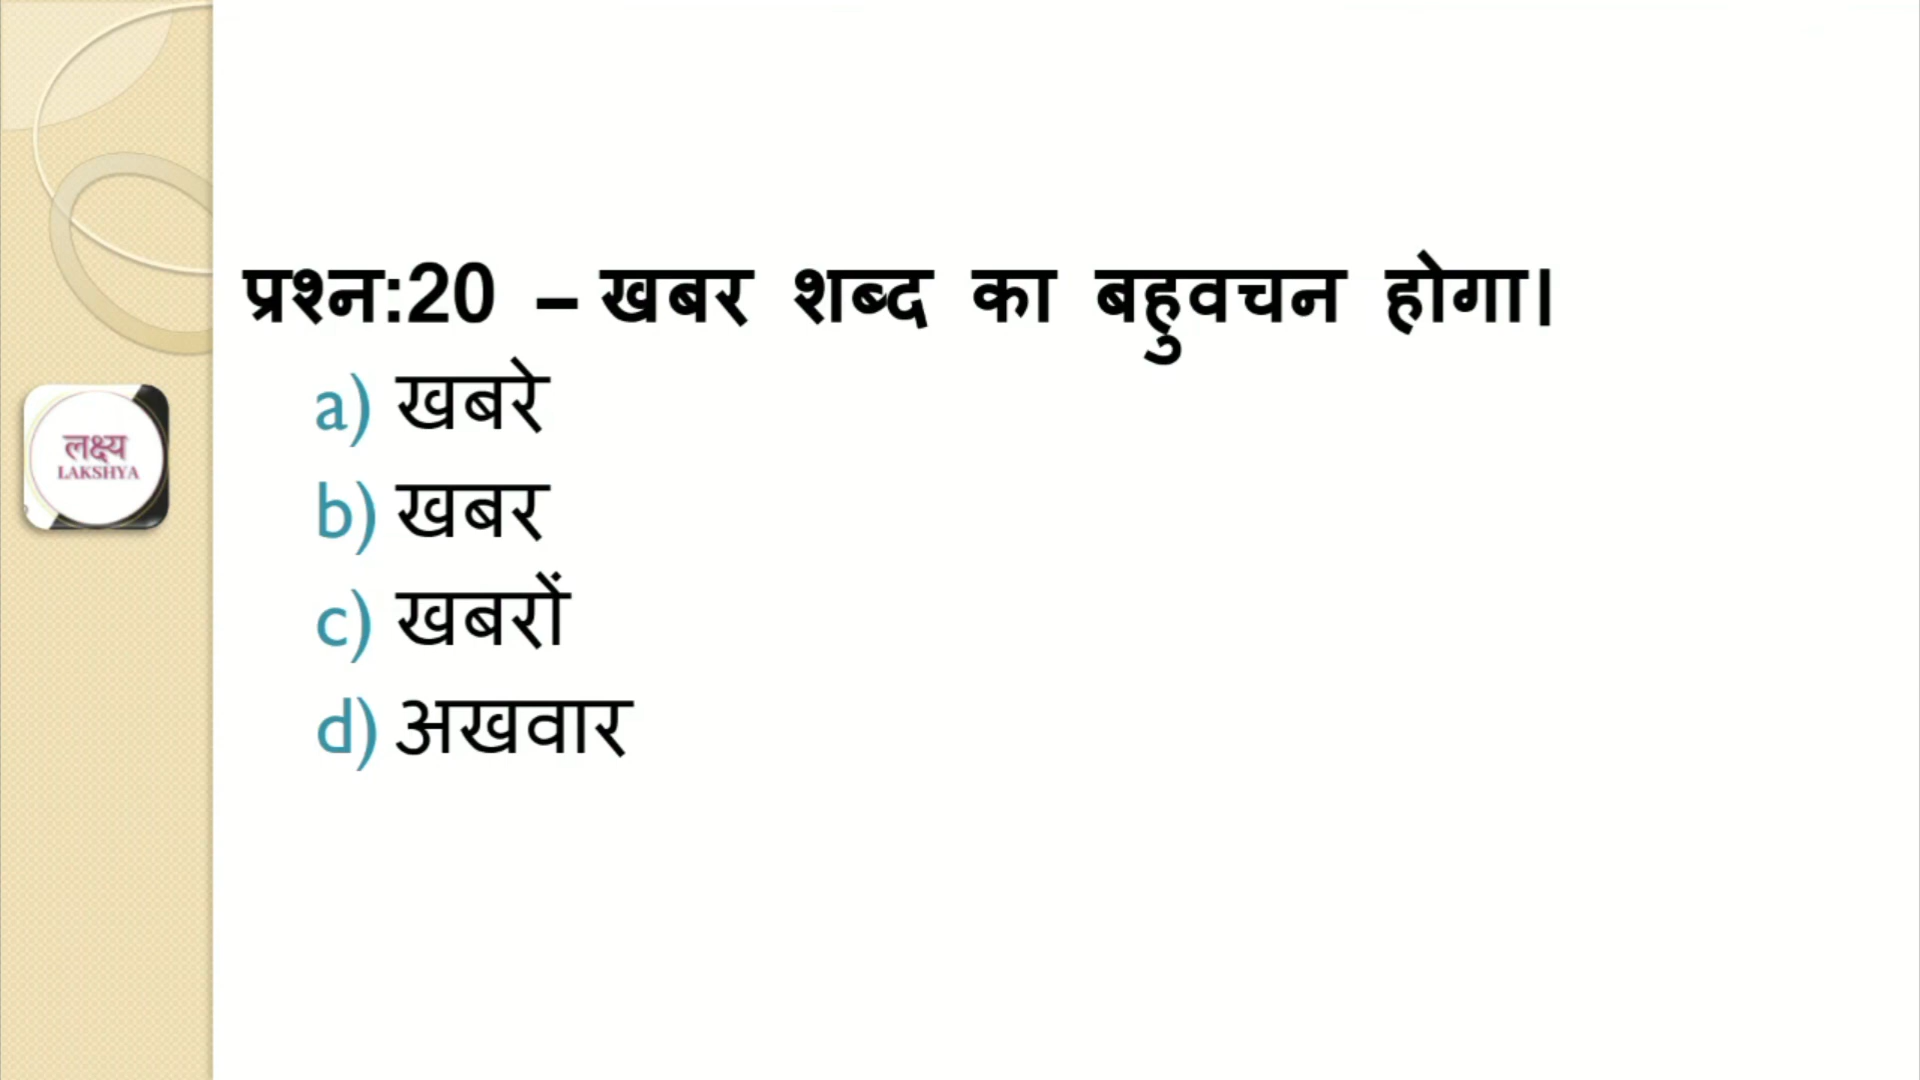 प्रश्न:20 – खबर शब्द का बहुवचन होगा।
a) खबरे
b) खबर
लक्ष्य
LAKSHYA
c) खबरों
d) अखवार